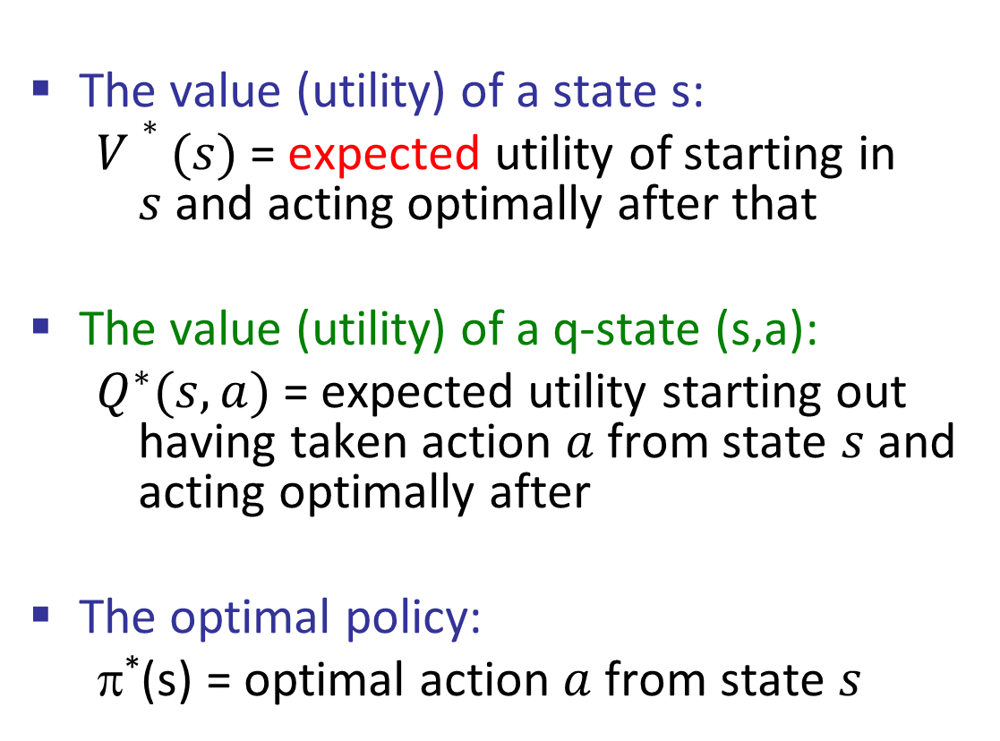 ▪ The value (utility) of a state s:
V*(s) = expected utility of starting in
s and acting optimally after that
▪ The value (utility) of a q-state (s,a):
Q*(s, a) = expected utility starting out
having taken action a from state s and
acting optimally after
▪ The optimal policy:
π*(s) = optimal action a from state s